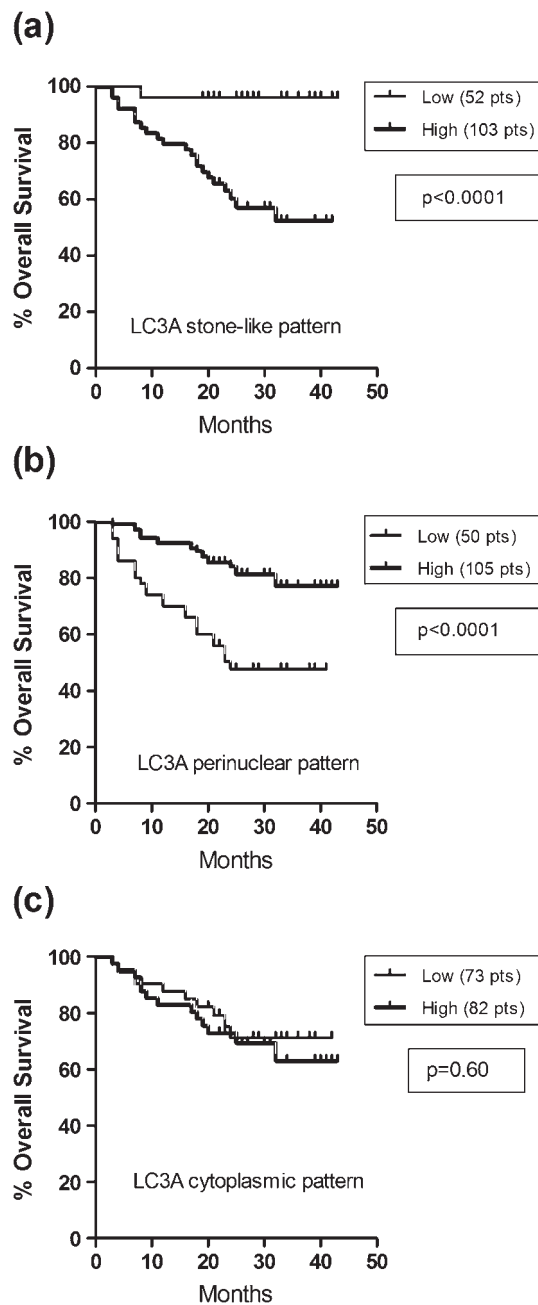 (a)
100
80
60
40
20
0
% Overall Survival
Low (52 pts)
High (103 pts)
p<0.0001
LC3A stone-like pattern
0 10 20 30 40 50
Months
(b)
100
80
60
40
20
0
% Overall Survival
Low (50 pts)
High (105 pts)
p<0.0001
LC3A perinuclear pattern
0 10 20 30 40 50
Months
(c)
100
80
60
40
20
0
% Overall Survival
Low (73 pts)
High (82 pts)
p=0.60
LC3A cytoplasmic pattern
0 10 20 30 40 50
Months